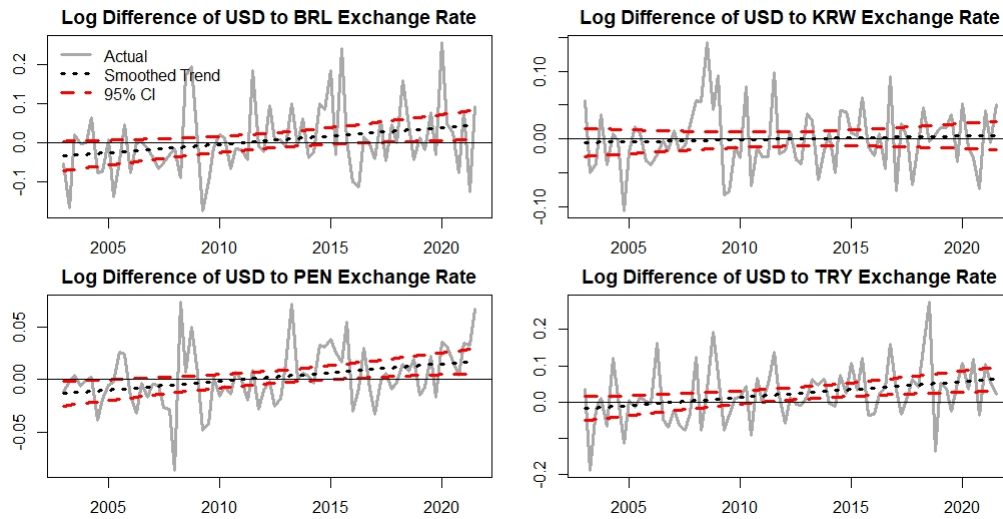 Log Difference of USD to BRL Exchange Rate
0.2
0.1
0.0
-0.1
Actual
Smoothed Trend
95% CI
2005 2010 2015 2020
Log Difference of USD to KRW Exchange Rate
0.10
0.00
-0.10
2005 2010 2015 2020
Log Difference of USD to PEN Exchange Rate
0.05
0.00
-0.05
2005 2010 2015 2020
Log Difference of USD to TRY Exchange Rate
0.2
0.1
0.0
-0.2
2005 2010 2015 2020